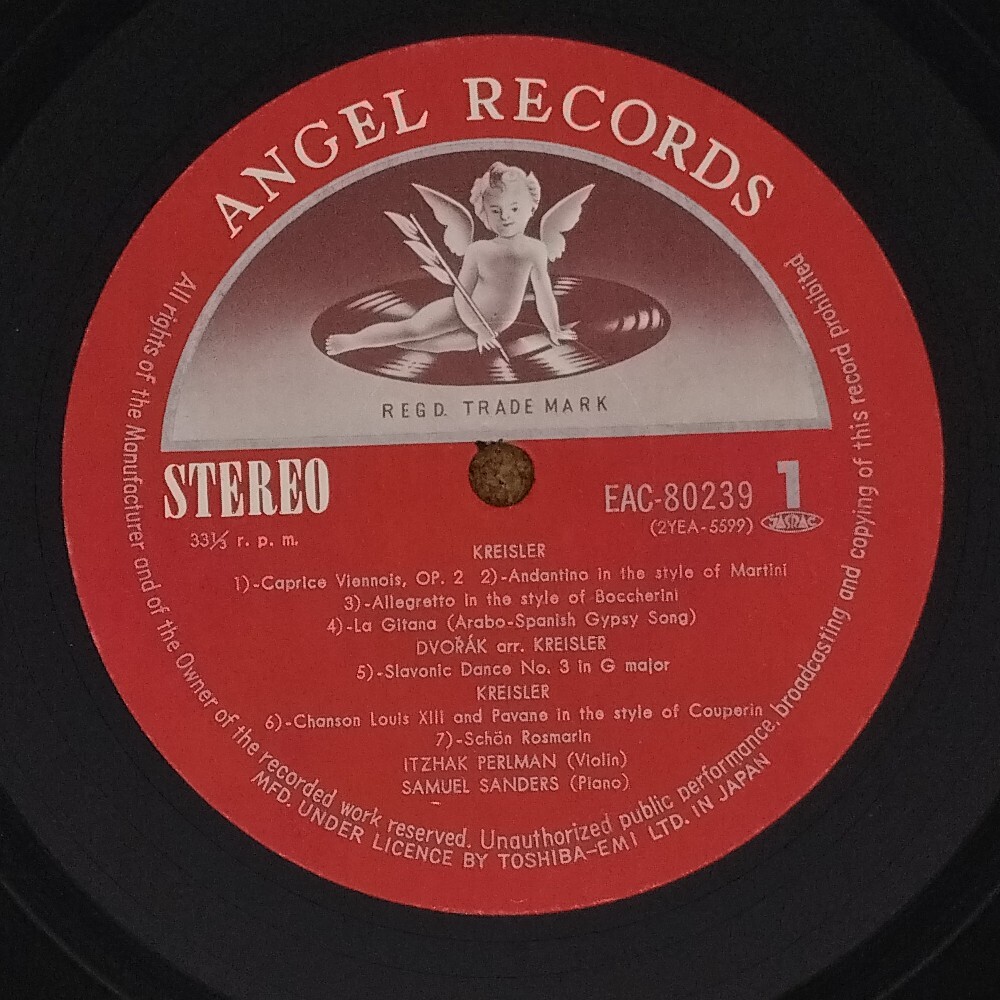 ANGEL RECORDS
REGD. TRADE MARK
STEREO
33⅓ r. p. m.
EAC-80239 1
(2YEA-5599) JASRAC
KREISLER
1)-Caprice Viennois, OP. 2 2)-Andantino in the style of Martini
3)-Allegretto in the style of Boccherini
4)-La Gitana (Arabo-Spanish Gypsy Song)
DVOŘÁK arr. KREISLER
5)-Slavonic Dance No. 3 in G major
KREISLER
6)-Chanson Louis XIII and Pavane in the style of Couperin
7)-Schön Rosmarin
ITZHAK PERLMAN (Violin)
SAMUEL SANDERS (Piano)
All rights of the Manufacturer and of the Owner of the recorded work reserved. Unauthorized public performance, broadcasting and copying of this record prohibited
MFD. UNDER LICENCE BY TOSHIBA-EMI LTD. IN JAPAN